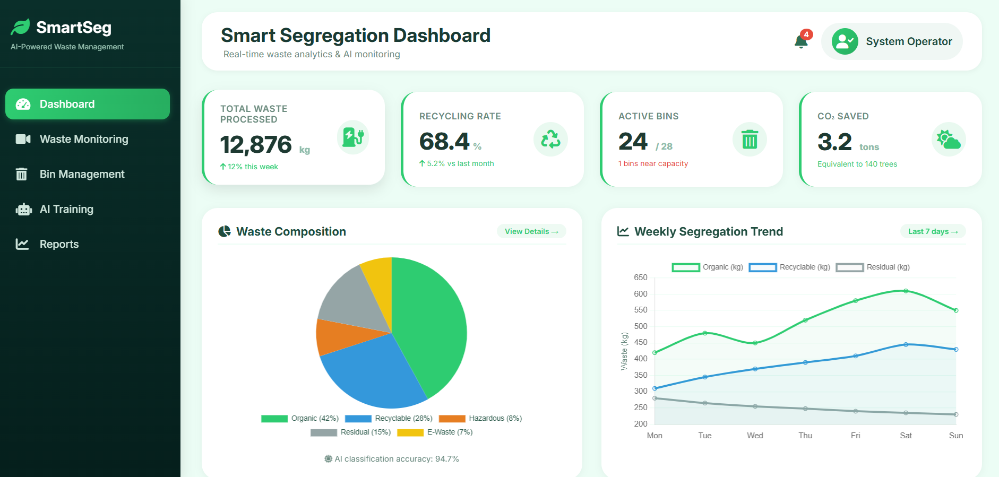 SmartSeg
AI-Powered Waste Management
Dashboard
Waste Monitoring
Bin Management
AI Training
Reports
Smart Segregation Dashboard
Real-time waste analytics & AI monitoring
4
System Operator
TOTAL WASTE
PROCESSED
12,876 kg
↑ 12% this week
RECYCLING RATE
68.4 %
↑ 5.2% vs last month
ACTIVE BINS
24 / 28
1 bins near capacity
CO₂ SAVED
3.2 tons
Equivalent to 140 trees
Waste Composition
View Details →
Organic (42%) Recyclable (28%) Hazardous (8%)
Residual (15%) E-Waste (7%)
AI classification accuracy: 94.7%
Weekly Segregation Trend
Last 7 days →
Organic (kg) Recyclable (kg) Residual (kg)
Waste (kg)
650
600
550
500
450
400
350
300
250
200
Mon Tue Wed Thu Fri Sat Sun